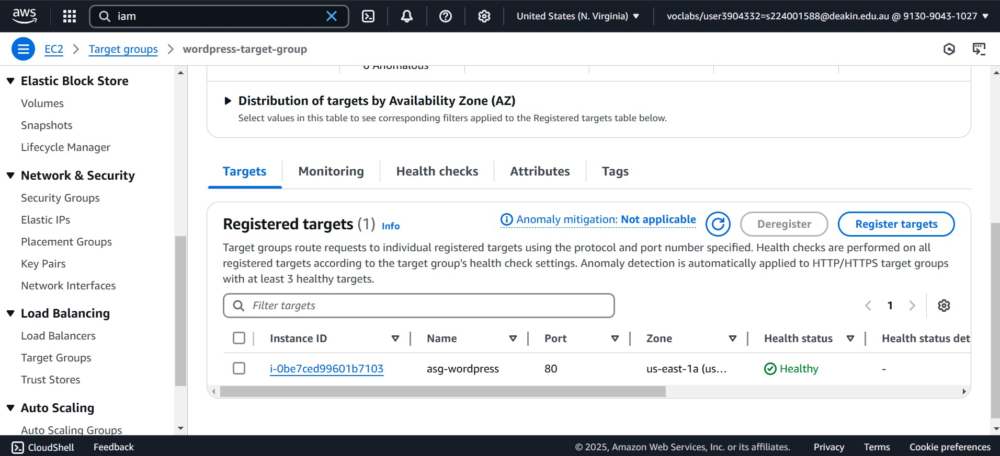 aws
iam
United States (N. Virginia)
voclabs/user3904332=s224001588@deakin.edu.au @ 9130-9043-1027
EC2
Target groups
wordpress-target-group
Elastic Block Store
Volumes
Snapshots
Lifecycle Manager
Network & Security
Security Groups
Elastic IPs
Placement Groups
Key Pairs
Network Interfaces
Load Balancing
Load Balancers
Target Groups
Trust Stores
Auto Scaling
Auto Scaling Groups
0 Anomalous
Distribution of targets by Availability Zone (AZ)
Select values in this table to see corresponding filters applied to the Registered targets table below.
Targets
Monitoring
Health checks
Attributes
Tags
Registered targets (1) Info
Anomaly mitigation: Not applicable
Deregister
Register targets
Target groups route requests to individual registered targets using the protocol and port number specified. Health checks are performed on all
registered targets according to the target group's health check settings. Anomaly detection is automatically applied to HTTP/HTTPS target groups
with at least 3 healthy targets.
Filter targets
1
Instance ID Name Port Zone Health status Health status det
i-0be7ced99601b7103 asg-wordpress 80 us-east-1a (us... Healthy -
CloudShell
Feedback
© 2025, Amazon Web Services, Inc. or its affiliates.
Privacy
Terms
Cookie preferences